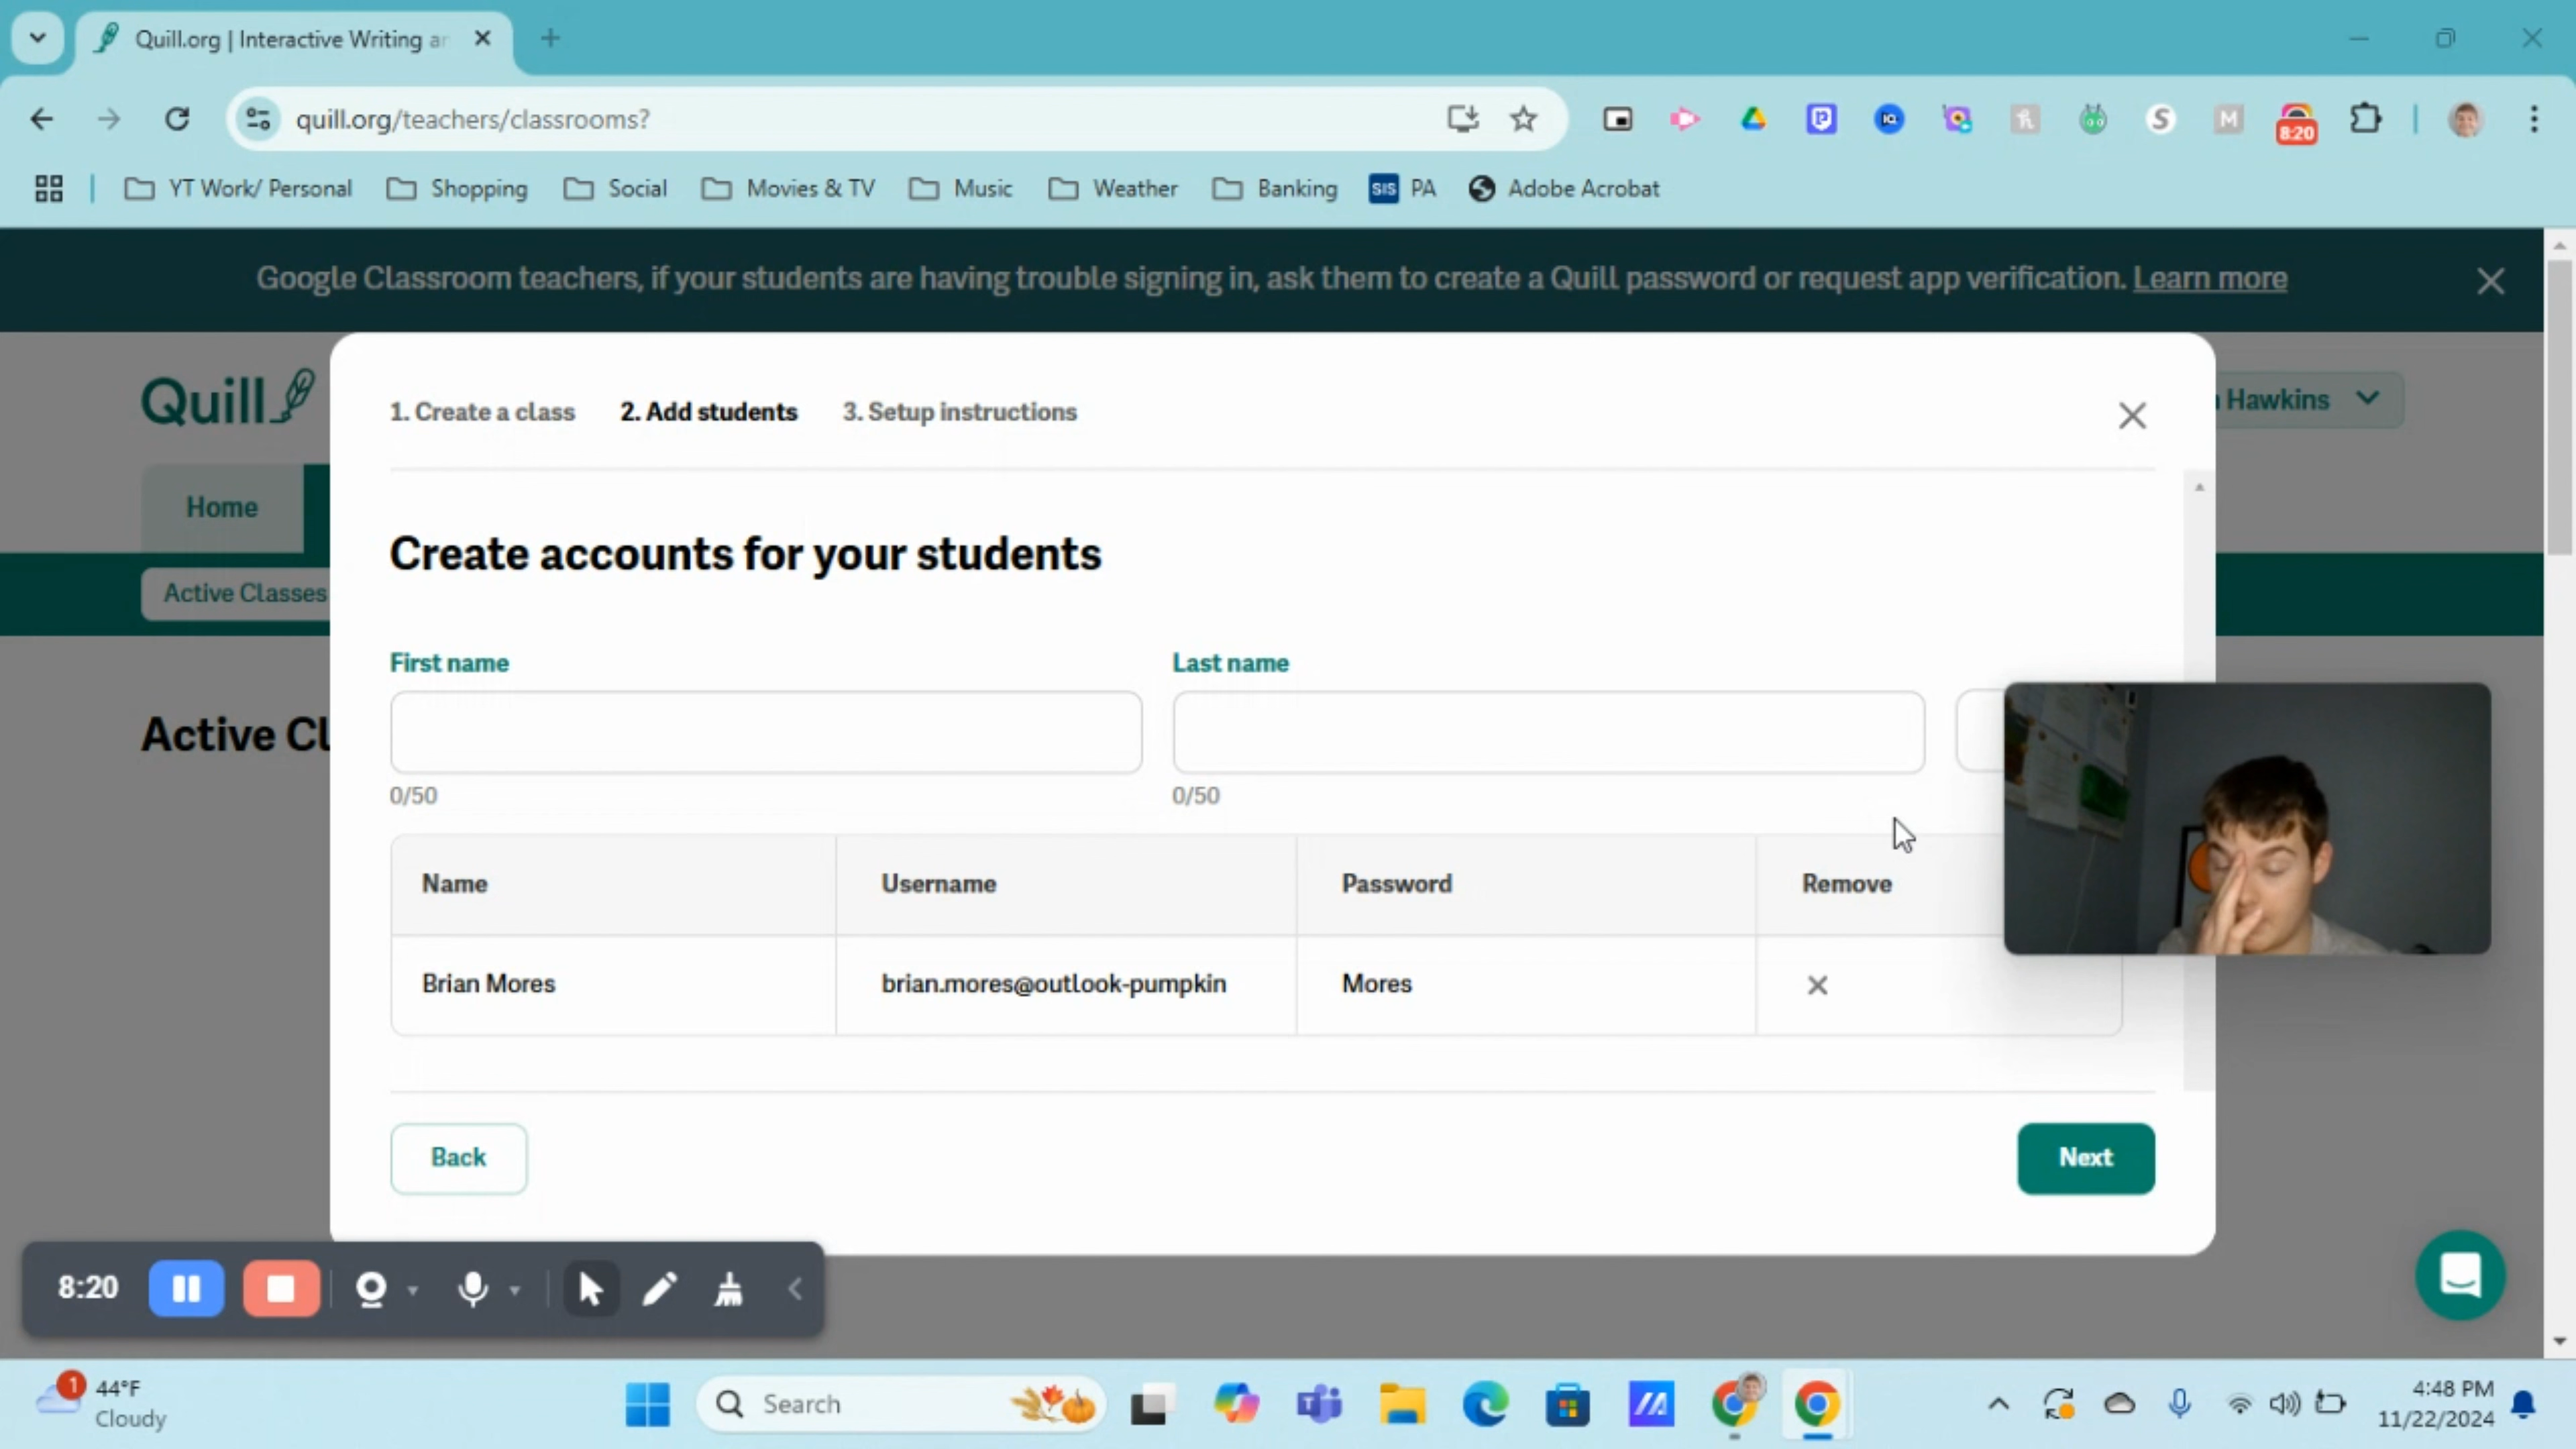 Quill.org | Interactive Writing ar
quill.org/teachers/classrooms?
8:20
YT Work/ Personal
Shopping
Social
Movies & TV
Music
Weather
Banking
SIS PA
Adobe Acrobat
Google Classroom teachers, if your students are having trouble signing in, ask them to create a Quill password or request app verification. Learn more
Quill
Hawkins
1. Create a class 2. Add students 3. Setup instructions
Home
Active Classes
Create accounts for your students
First name Last name
Active Cl
0/50 0/50
Name Username Password Remove
Brian Mores brian.mores@outlook-pumpkin Mores
Back Next
8:20
1 44°F
Cloudy
Search
4:48 PM
11/22/2024